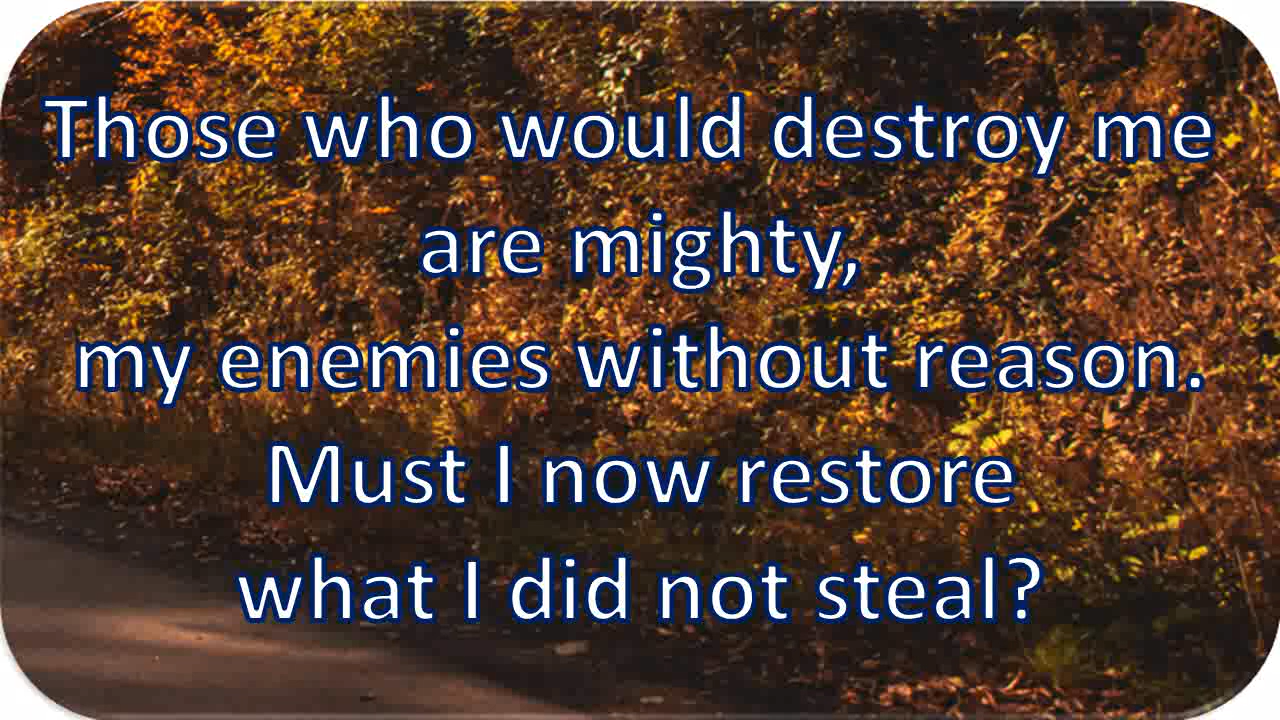 Those who would destroy me
are mighty,
my enemies without reason.
Must I now restore
what I did not steal?